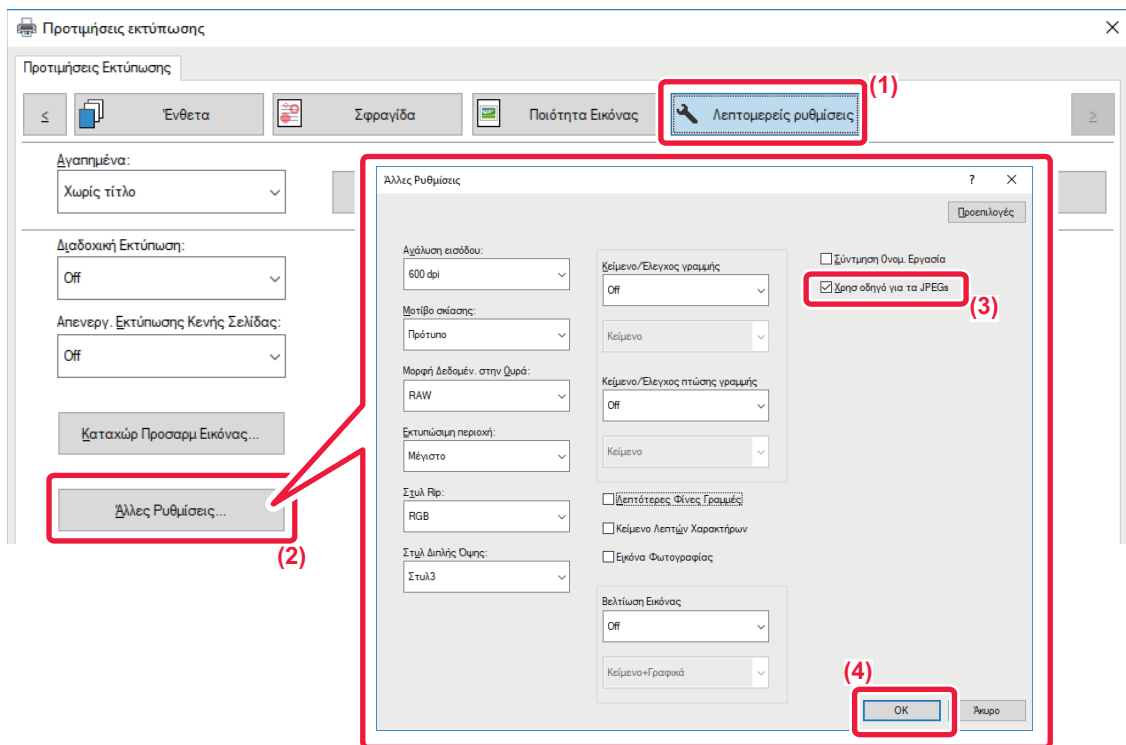 Προτιμήσεις εκτύπωσης
Προτιμήσεις Εκτύπωσης
(1)
<
Ένθετα
Σφραγίδα
Ποιότητα Εικόνας
Λεπτομερείς ρυθμίσεις
>
Αγαπημένα:
Χωρίς τίτλο
Διαδοχική Εκτύπωση:
Off
Απενεργ. Εκτύπωσης Κενής Σελίδας:
Off
Καταχώρ Προσαρμ Εικόνας...
Άλλες Ρυθμίσεις...
(2)
Άλλες Ρυθμίσεις
?
Προεπιλογές
Ανάλυση εισόδου:
600 dpi
Μοτίβο σκίασης:
Πρότυπο
Μορφή Δεδομέν. στην Ουρά:
RAW
Εκτυπώσιμη περιοχή:
Μέγιστο
Στυλ Rip:
RGB
Στυλ Διπλής Όψης:
Στυλ3
Κείμενο/Έλεγχος γραμμής
Off
Κείμενο
Κείμενο/Έλεγχος πτώσης γραμμής
Off
Κείμενο
Λεπτότερες Φίνες Γραμμές
Κείμενο Λεπτών Χαρακτήρων
Εικόνα Φωτογραφίας
Βελτίωση Εικόνας
Off
Κείμενο+Γραφικά
Σύντμηση Ονομ. Εργασία
Χρησ οδηγό για τα JPEGs
(3)
(4)
OK
Άκυρο